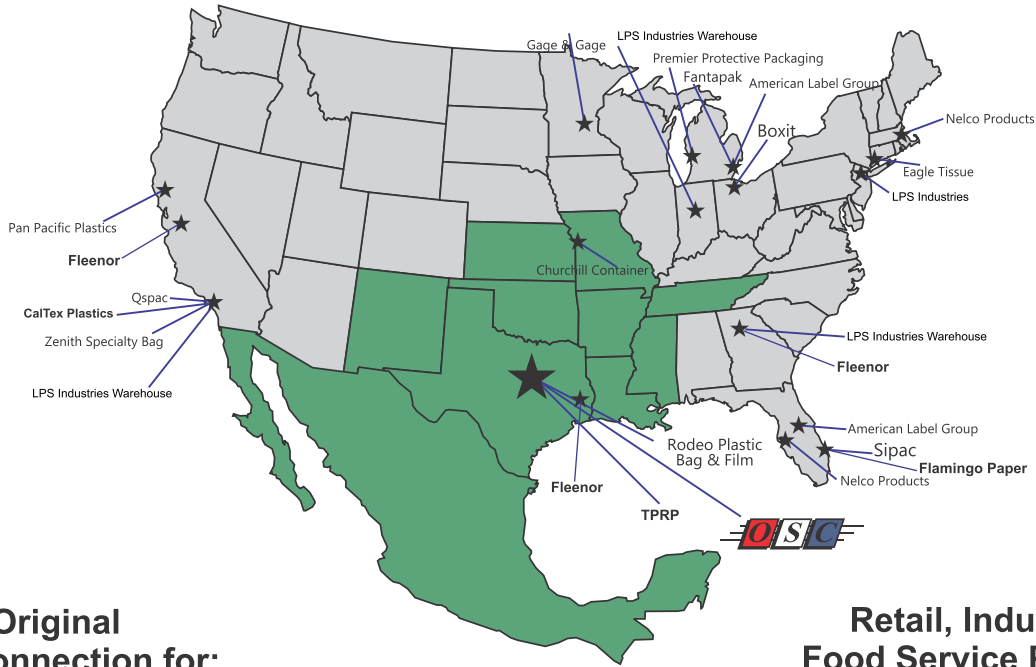 Gage & Gage
LPS Industries Warehouse
Premier Protective Packaging
Fantapak
American Label Group
Boxit
Nelco Products
Eagle Tissue
LPS Industries
Pan Pacific Plastics
Fleenor
Qspac
CalTex Plastics
Zenith Specialty Bag
LPS Industries Warehouse
Churchill Container
LPS Industries Warehouse
Fleenor
American Label Group
Sipac
Flamingo Paper
Nelco Products
Rodeo Plastic
Bag & Film
Fleenor
TPRP
OSC
Original
onnection for:
Retail, Indu
Food Service